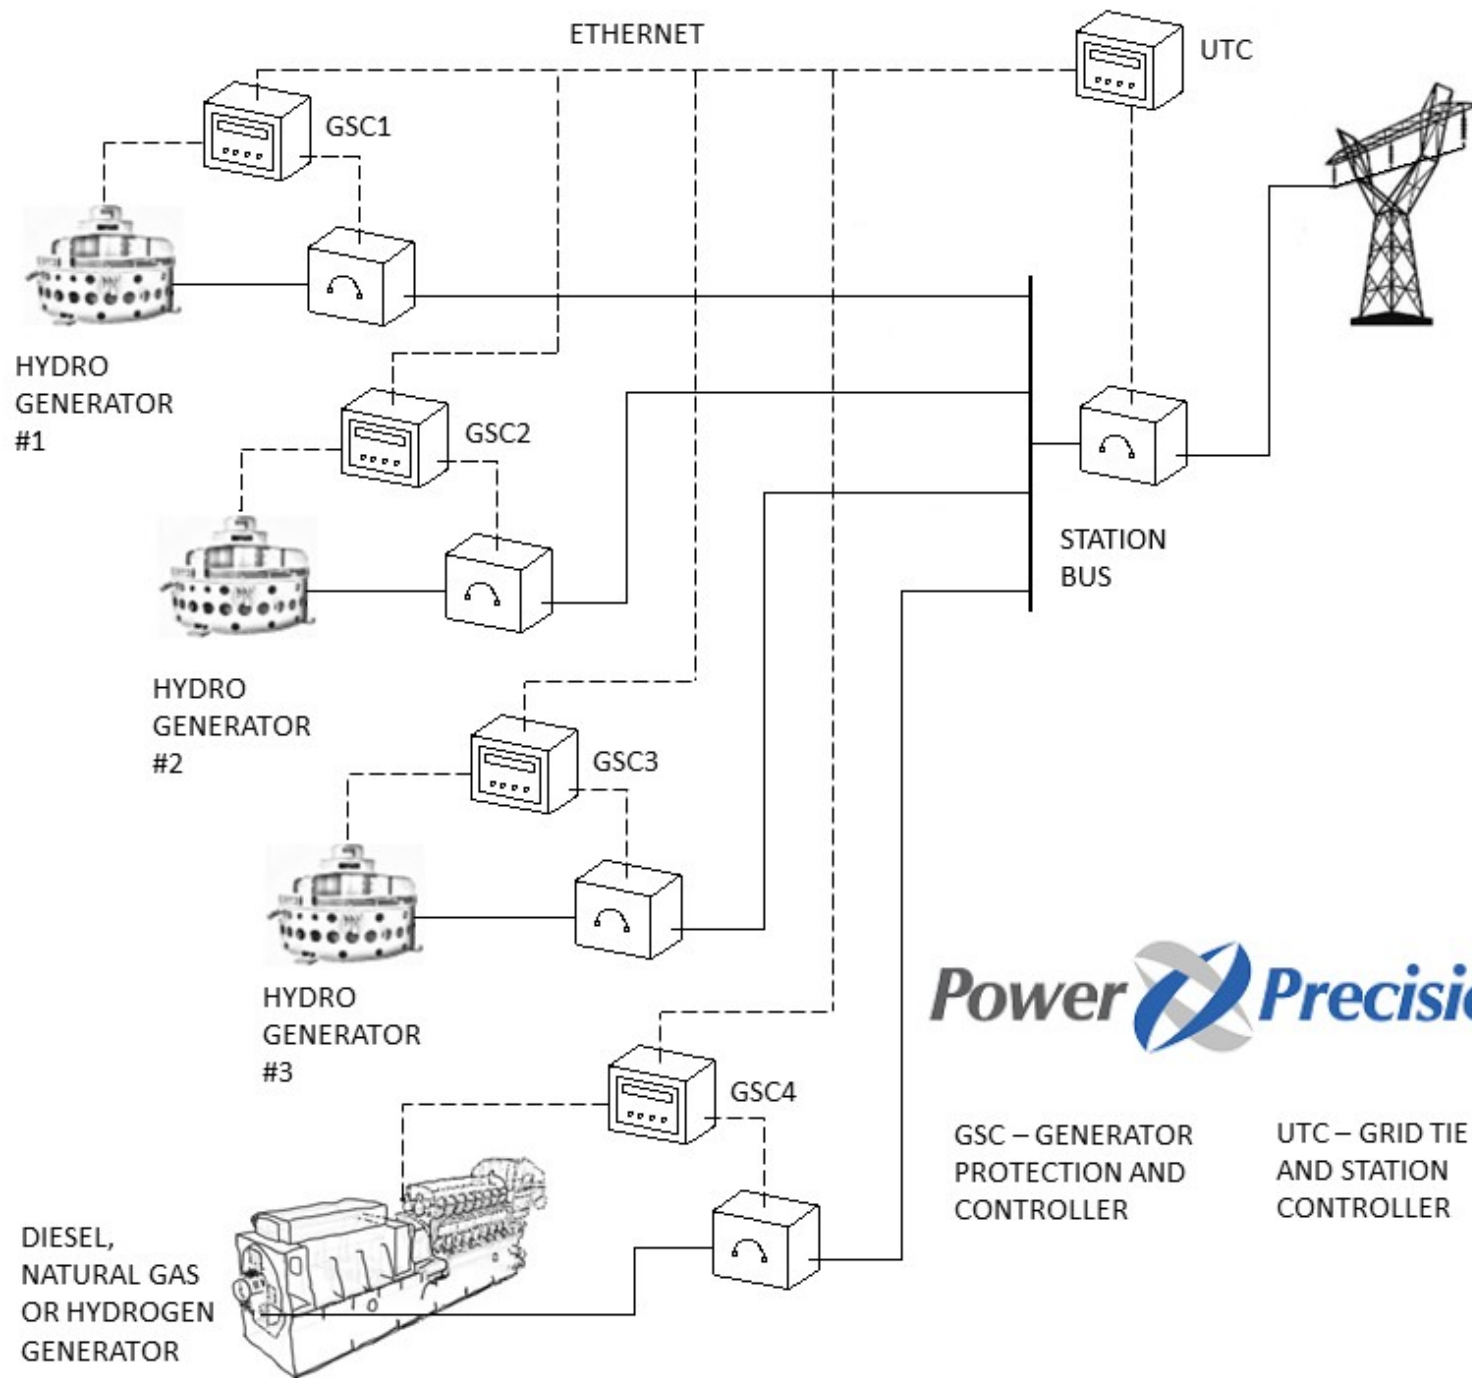 ETHERNET
UTC
GSC1
HYDRO
GENERATOR
#1
GSC2
STATION
BUS
HYDRO
GENERATOR
#2
GSC3
HYDRO
GENERATOR
#3
Power Precisi
GSC4
GSC – GENERATOR
PROTECTION AND
CONTROLLER
UTC – GRID TIE
AND STATION
CONTROLLER
DIESEL,
NATURAL GAS
OR HYDROGEN
GENERATOR